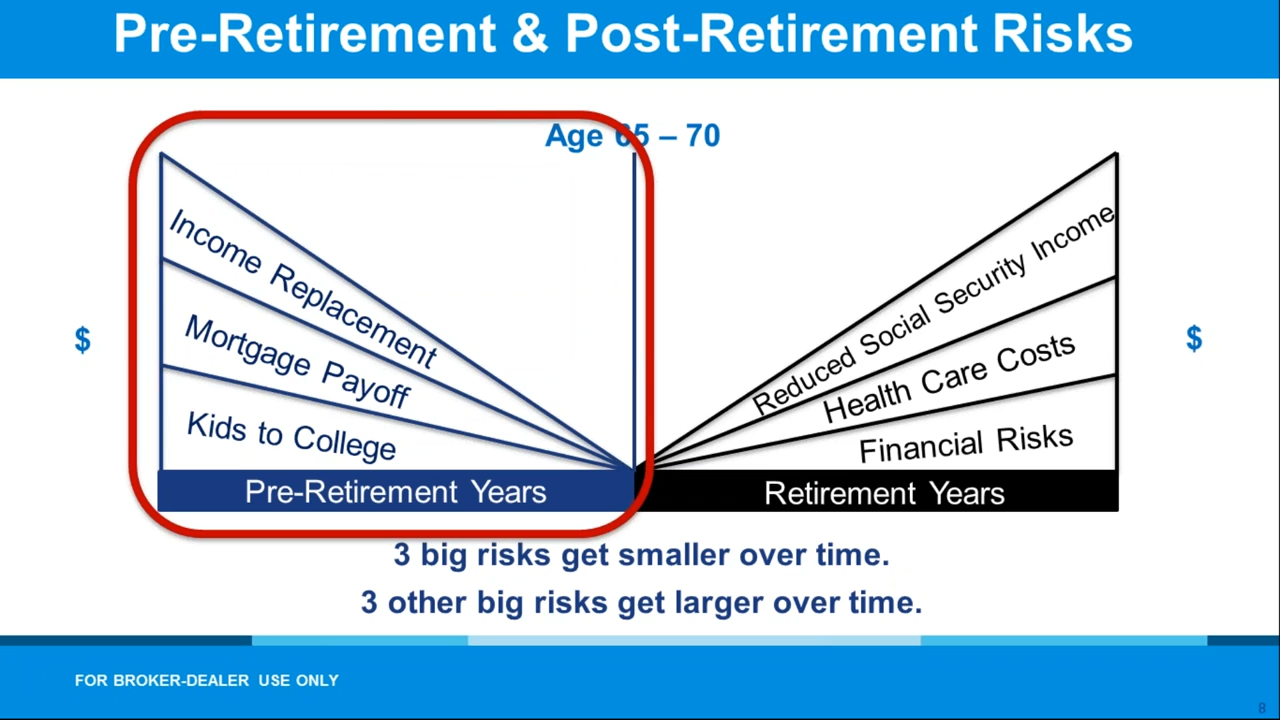 Pre-Retirement & Post-Retirement Risks
Age 65 – 70
Income Replacement
Mortgage Payoff
Kids to College
$
Reduced Social Security Income
Health Care Costs
Financial Risks
$
Pre-Retirement Years
Retirement Years
3 big risks get smaller over time.
3 other big risks get larger over time.
FOR BROKER-DEALER USE ONLY
8